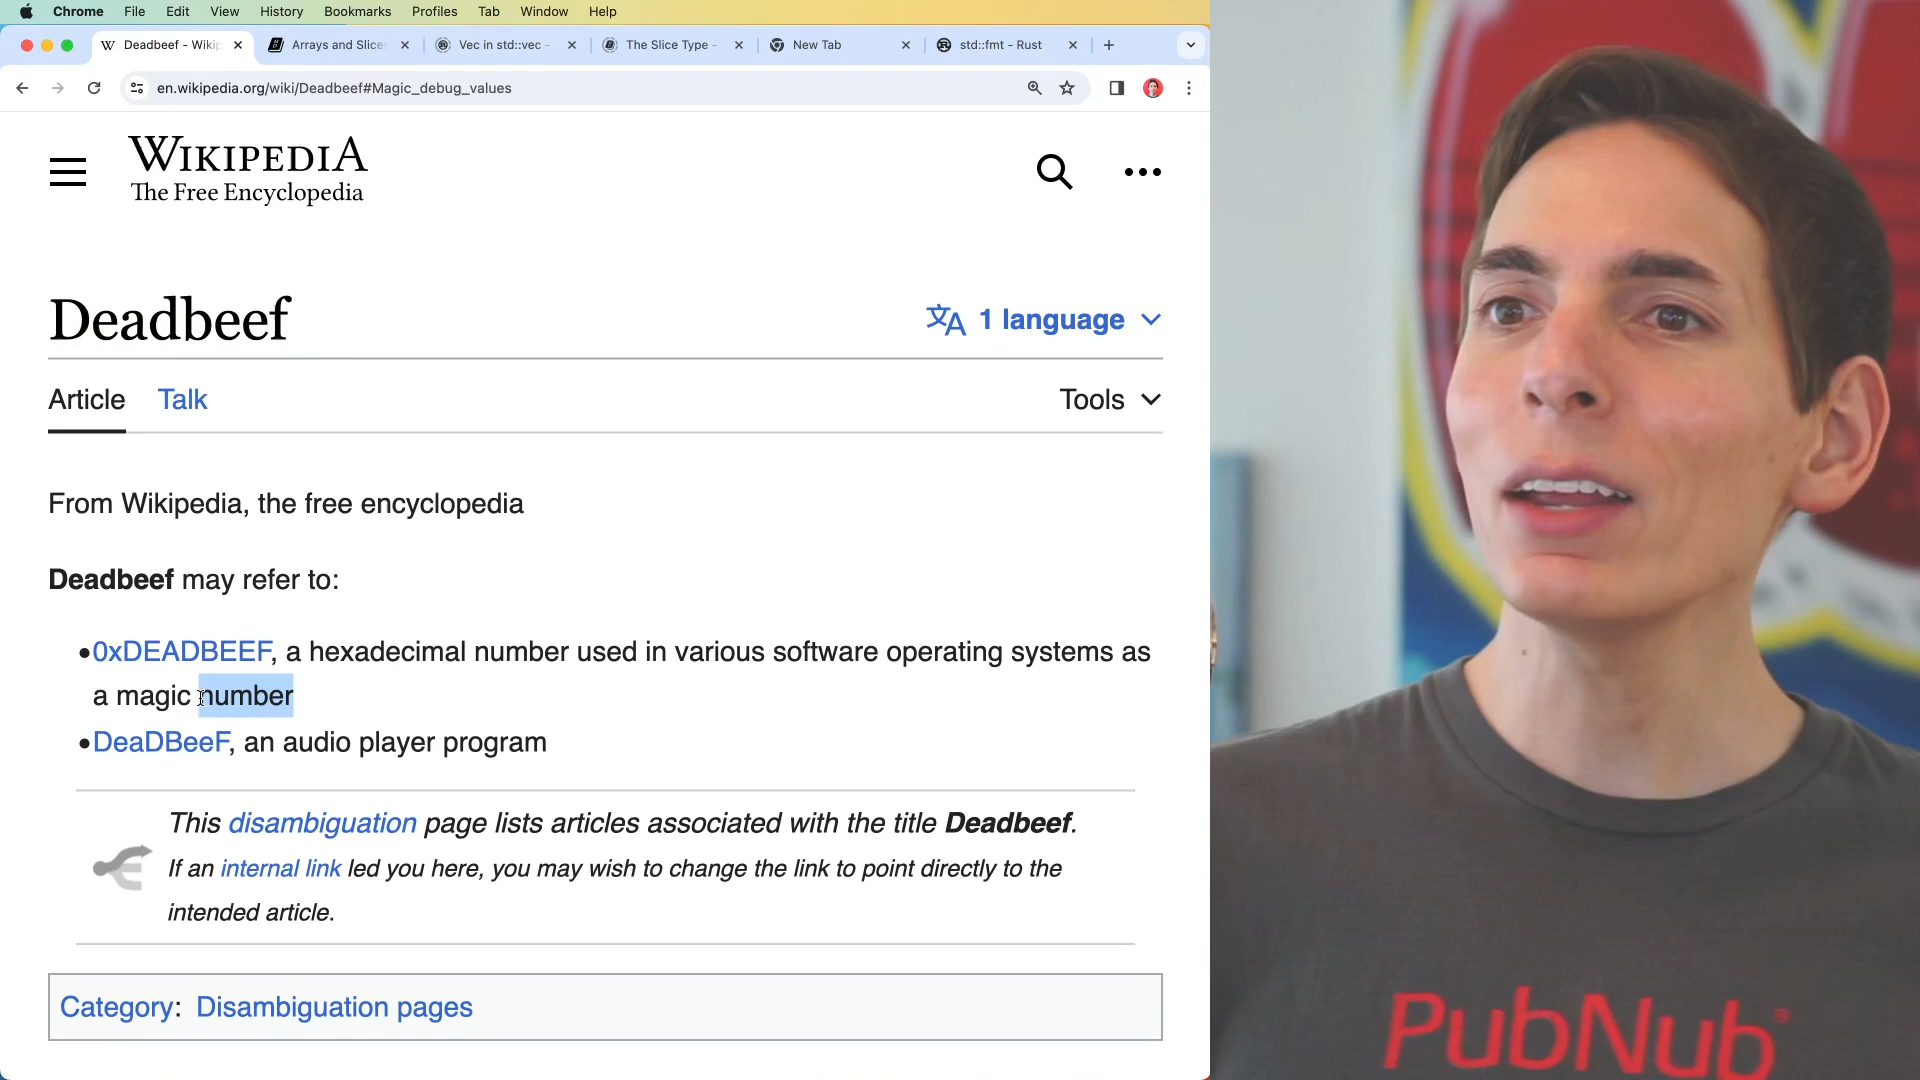 Chrome File Edit View History Bookmarks Profiles Tab Window Help
Deadbeef - Wikip Arrays and Slices Vec in std::vec - The Slice Type - New Tab std::fmt - Rust
en.wikipedia.org/wiki/Deadbeef#Magic_debug_values
WIKIPEDIA
The Free Encyclopedia
Deadbeef
1 language
Article Talk Tools
From Wikipedia, the free encyclopedia
Deadbeef may refer to:
•0xDEADBEEF, a hexadecimal number used in various software operating systems as
a magic number
•DeaDBeeF, an audio player program
This disambiguation page lists articles associated with the title Deadbeef.
If an internal link led you here, you may wish to change the link to point directly to the
intended article.
Category: Disambiguation pages
PubNub®